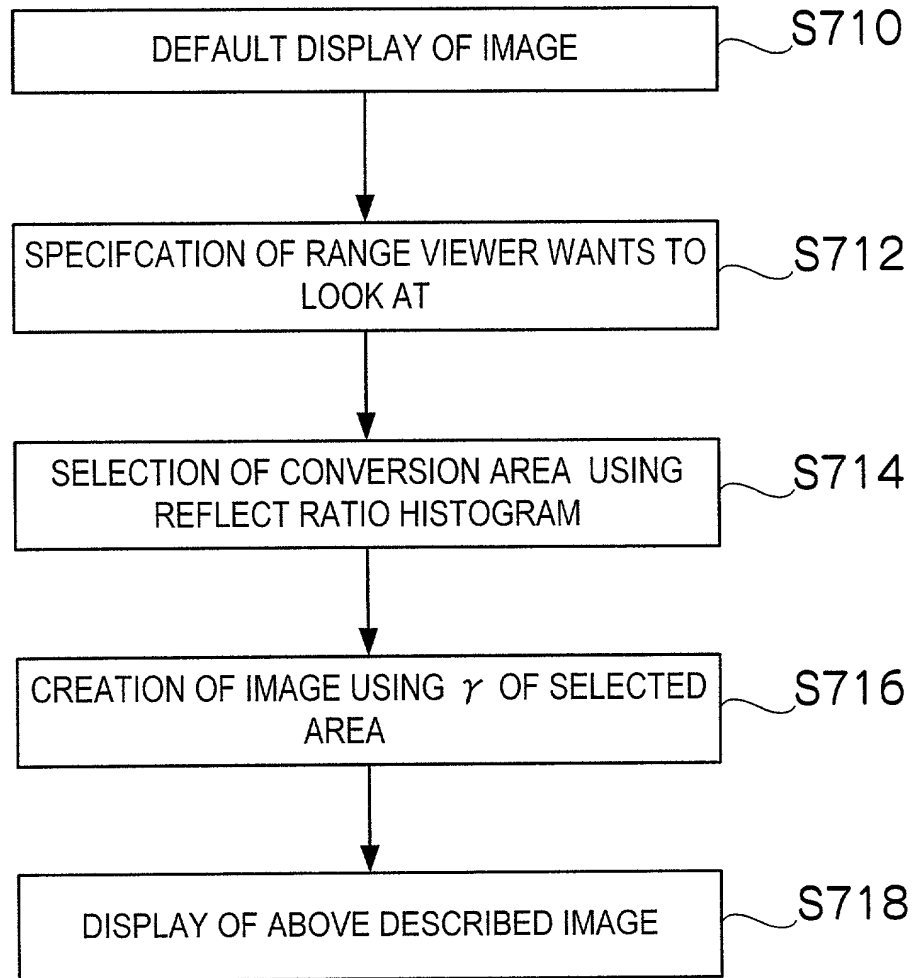 DEFAULT DISPLAY OF IMAGE
S710
SPECIFCATION OF RANGE VIEWER WANTS TO
LOOK AT
S712
SELECTION OF CONVERSION AREA USING
REFLECT RATIO HISTOGRAM
S714
CREATION OF IMAGE USING γ OF SELECTED
AREA
S716
DISPLAY OF ABOVE DESCRIBED IMAGE
S718